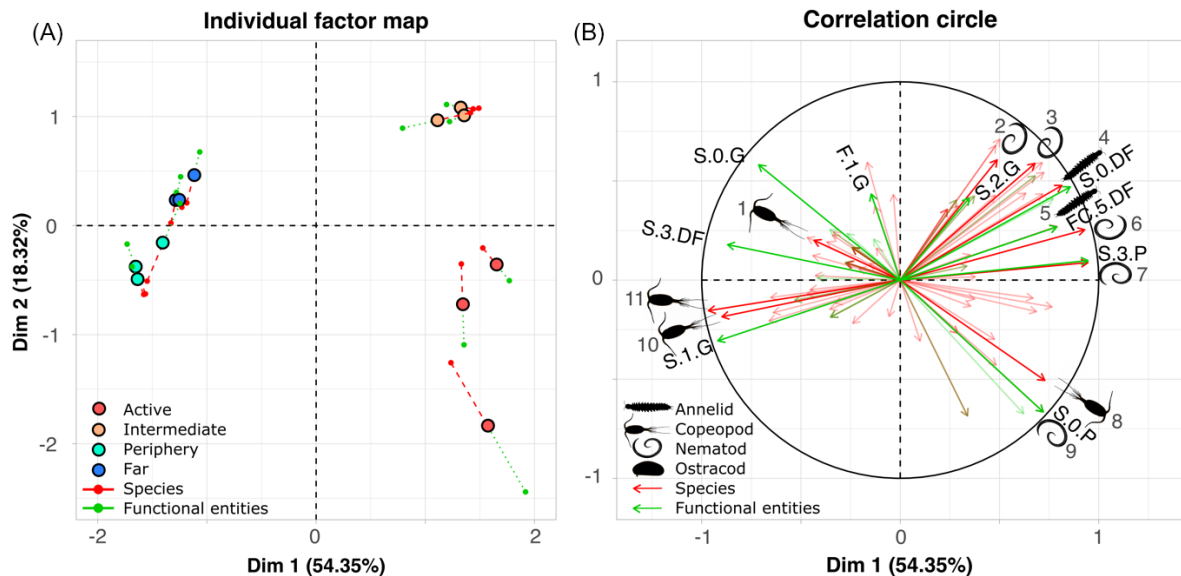 (A) Individual factor map
Dim 2 (18.32%)
1
0
-1
-2
-2
0
2
Dim 1 (54.35%)
Active
Intermediate
Periphery
Far
Species
Functional entities
(B) Correlation circle
1
0
-1
-1
0
1
Dim 1 (54.35%)
S.0.G
F.1.G
S.2.G
2
3
4
S.0.DF
5
FC.5.DF
6
S.3.P
7
1
S.3.DF
11
10
S.1.G
S.0.P
8
9
Annelid
Copeopod
Nematod
Ostracod
Species
Functional entities